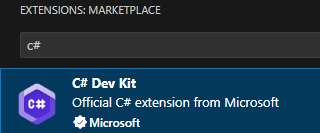 EXTENSIONS: MARKETPLACE
c#
C#
C# Dev Kit
Official C# extension from Microsoft
Microsoft